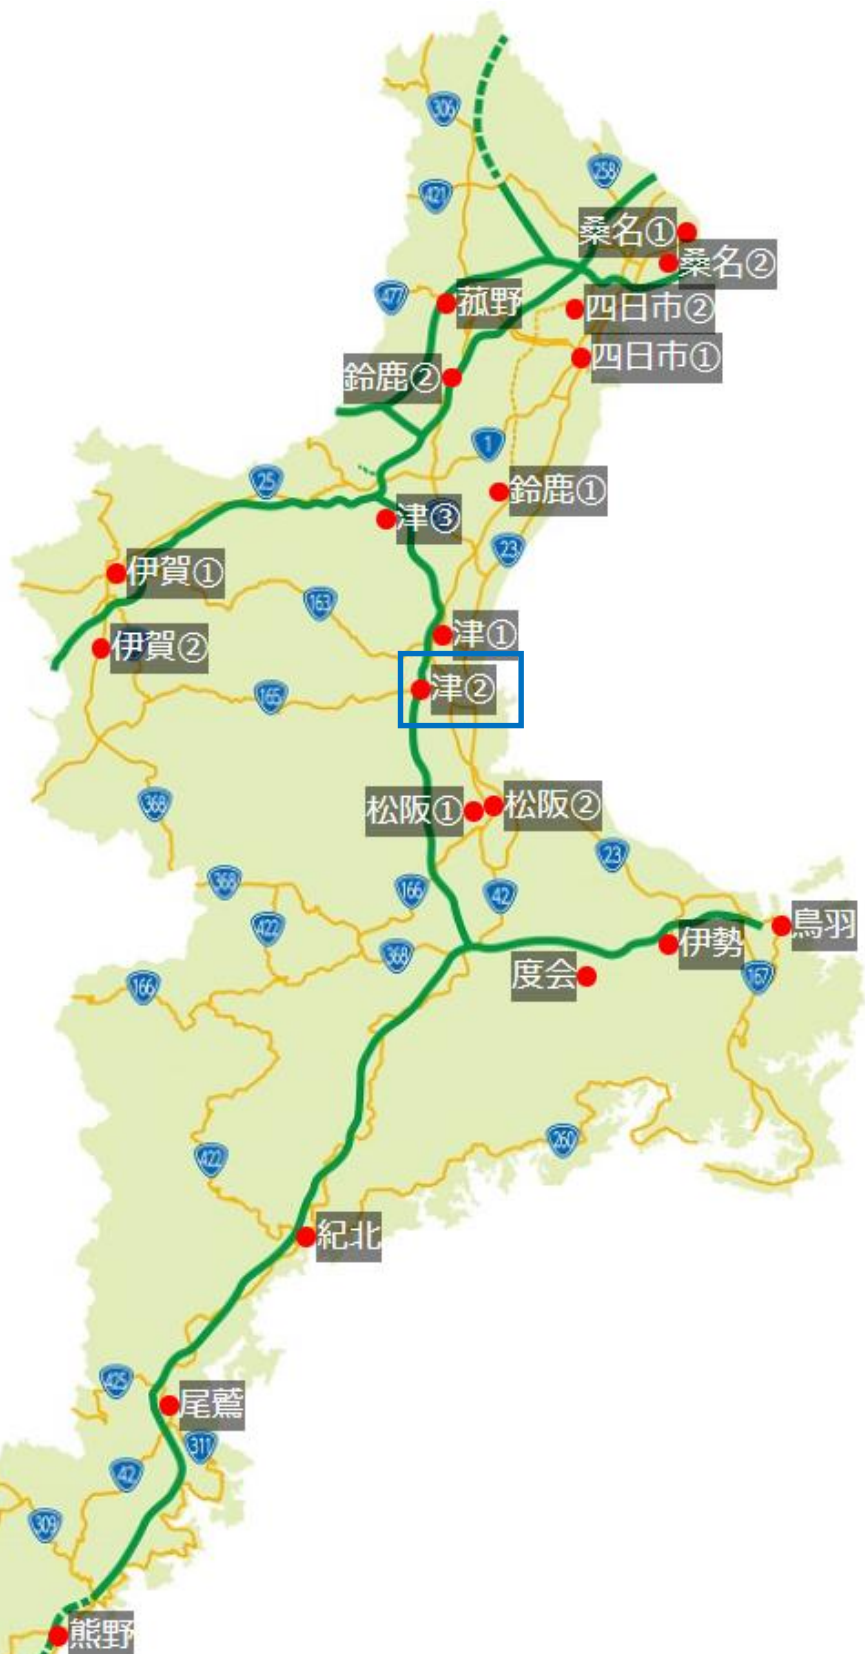 306
258
421
桑名①
桑名②
477
菰野
四日市②
四日市①
鈴鹿②
1
25
鈴鹿①
津③
23
伊賀①
163
津①
伊賀②
津②
165
368
松阪①
松阪②
23
368
166
42
422
鳥羽
伊勢
368
度会
167
166
260
422
紀北
425
尾鷲
311
42
309
熊野